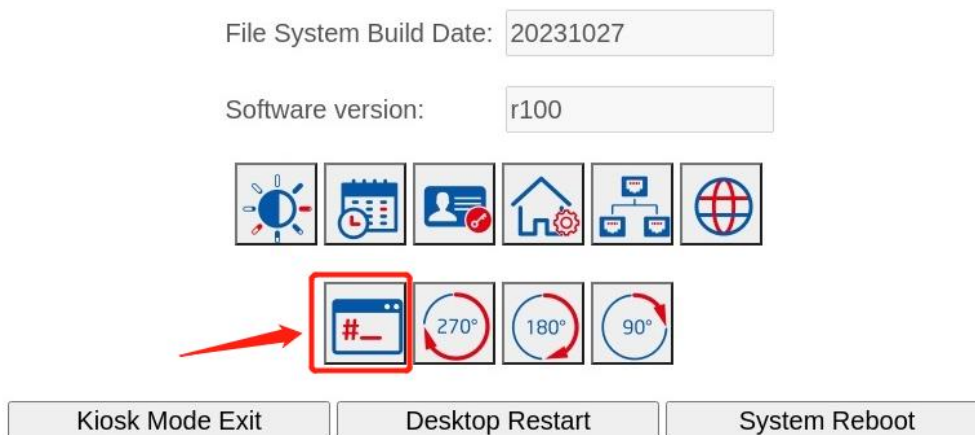 File System Build Date: 20231027
Software version: r100
#_
270° 180° 90°
Kiosk Mode Exit Desktop Restart System Reboot